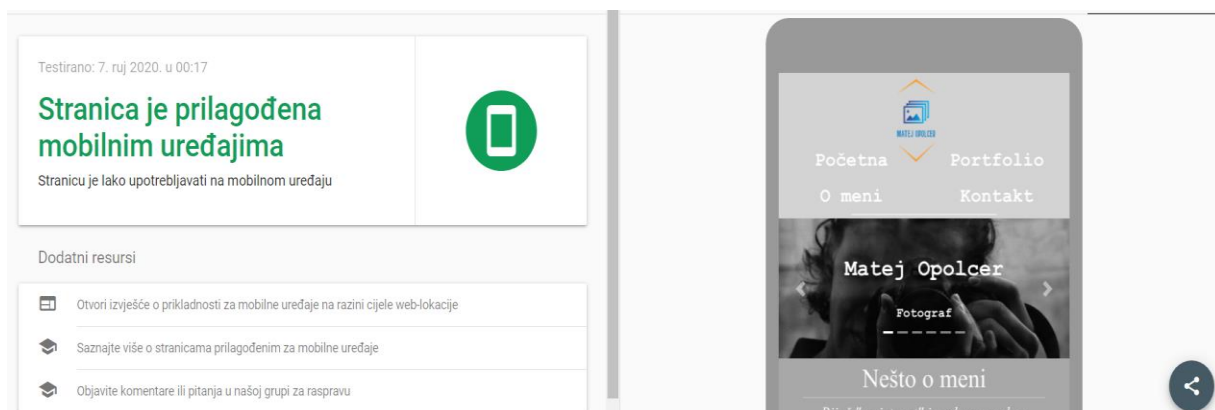 Testirano: 7. ruj 2020. u 00:17
Stranica je prilagođena
mobilnim uređajima
Stranicu je lako upotrebljavati na mobilnom uređaju
Dodatni resursi
Otvori izvješće o prikladnosti za mobilne uređaje na razini cijele web-lokacije
Saznajte više o stranicama prilagođenim za mobilne uređaje
Objavite komentare ili pitanja u našoj grupi za raspravu
MATEJ OPOLCER
Početna Portfolio
O meni Kontakt
Matej Opolcer
Fotograf
Nešto o meni